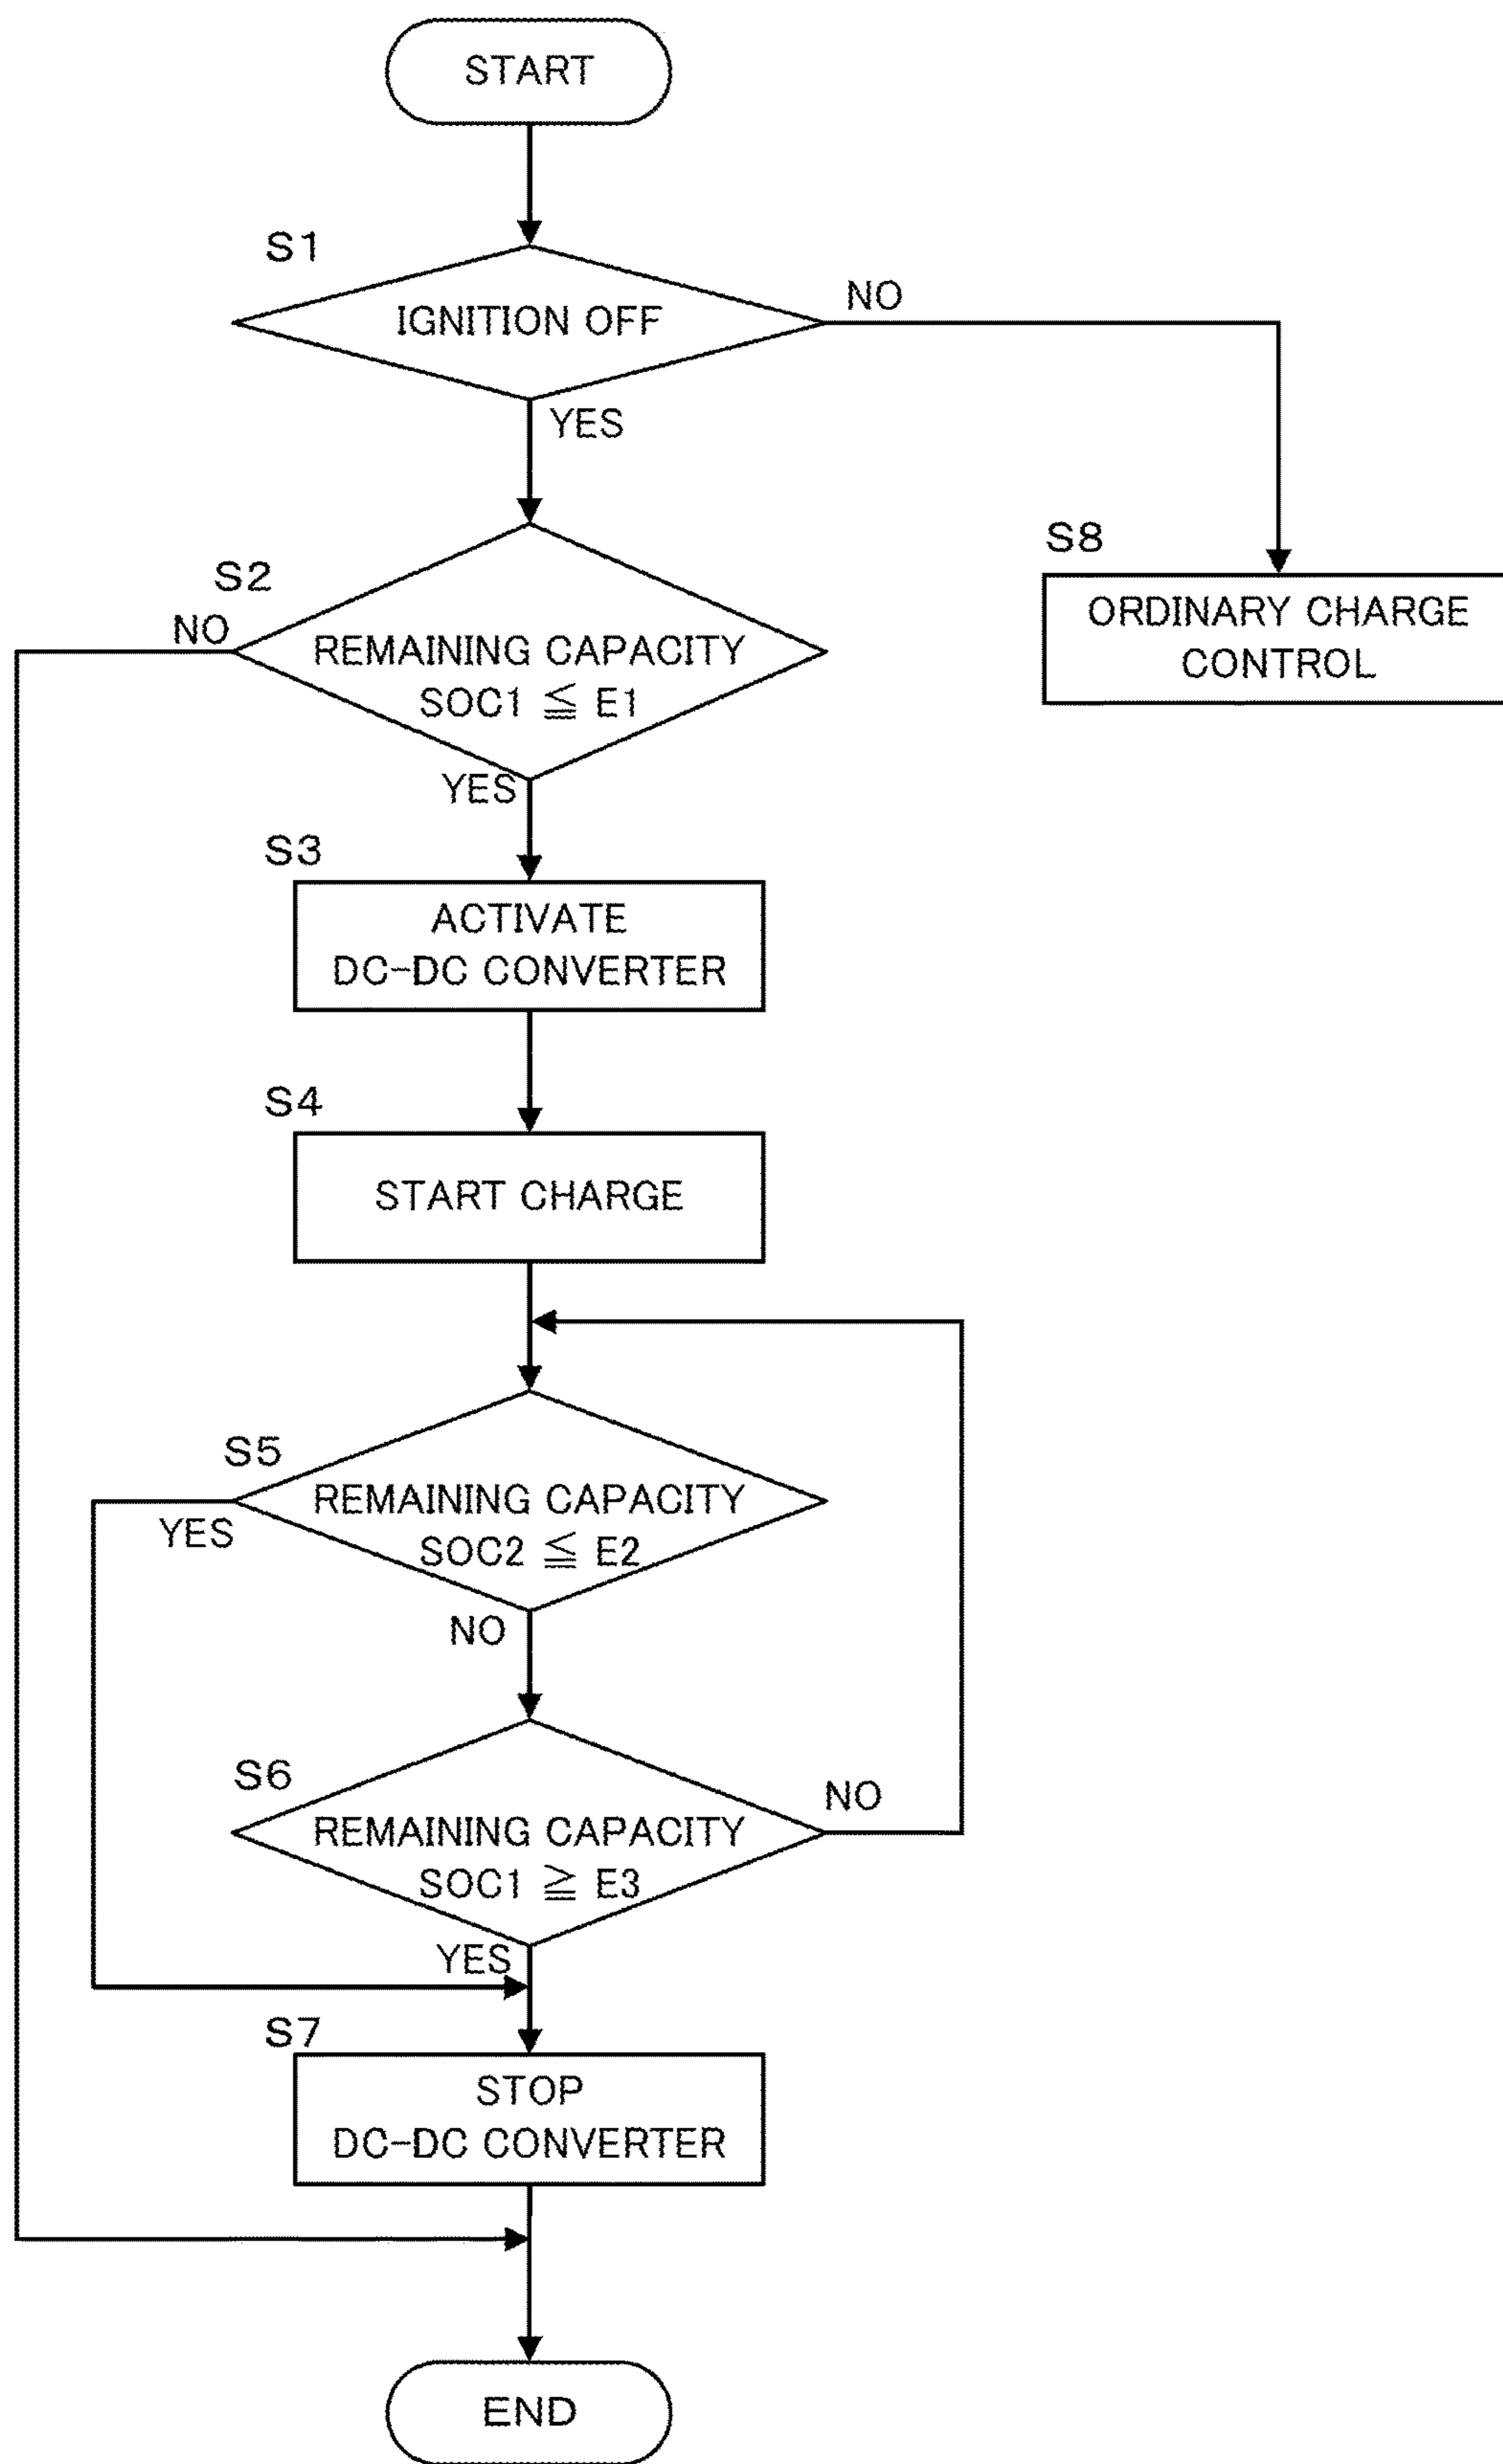 START
S1
IGNITION OFF
NO
YES
S2
NO
REMAINING CAPACITY
SOC1 ≦ E1
YES
S8
ORDINARY CHARGE
CONTROL
S3
ACTIVATE
DC-DC CONVERTER
S4
START CHARGE
S5
REMAINING CAPACITY
SOC2 ≦ E2
YES
NO
S6
REMAINING CAPACITY
SOC1 ≧ E3
NO
YES
S7
STOP
DC-DC CONVERTER
END